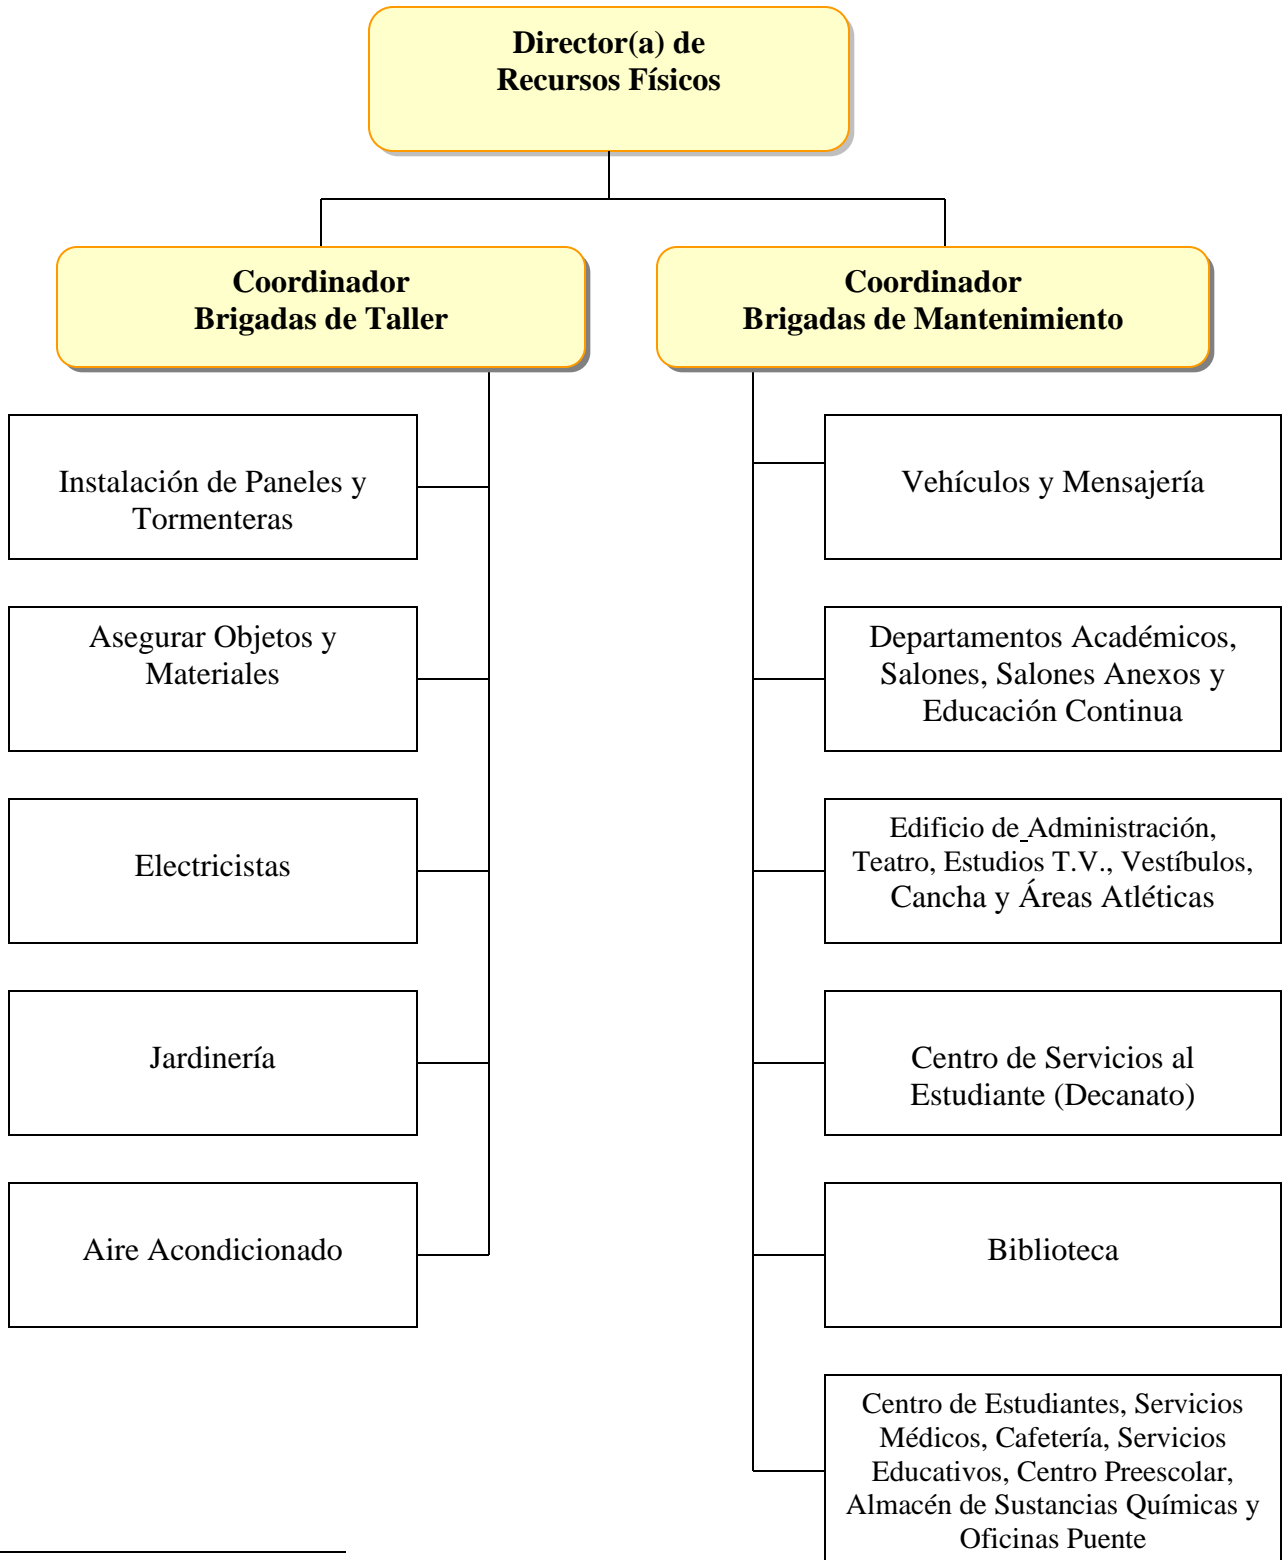 Director(a) de
Recursos Físicos
Coordinador
Brigadas de Taller
Coordinador
Brigadas de Mantenimiento
Instalación de Paneles y
Tormenteras
Asegurar Objetos y
Materiales
Electricistas
Jardinería
Aire Acondicionado
Vehículos y Mensajería
Departamentos Académicos,
Salones, Salones Anexos y
Educación Continua
Edificio de Administración,
Teatro, Estudios T.V., Vestíbulos,
Cancha y Áreas Atléticas
Centro de Servicios al
Estudiante (Decanato)
Biblioteca
Centro de Estudiantes, Servicios
Médicos, Cafetería, Servicios
Educativos, Centro Preescolar,
Almacén de Sustancias Químicas y
Oficinas Puente